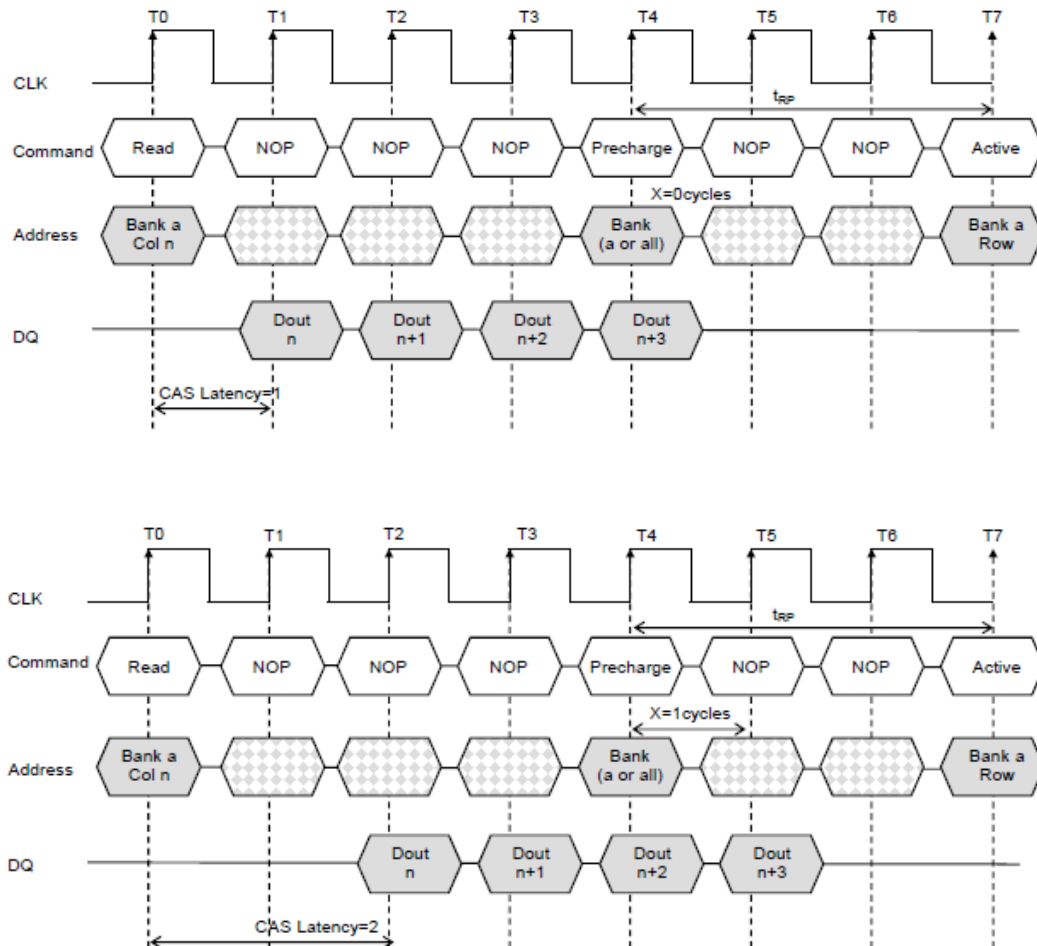 T0 T1 T2 T3 T4 T5 T6 T7
CLK
tRP
Command Read NOP NOP NOP Precharge NOP NOP Active
X=0cycles
Address Bank a Bank Bank a
Col n (a or all) Row
DQ Dout Dout Dout Dout
n n+1 n+2 n+3
CAS Latency=1
T0 T1 T2 T3 T4 T5 T6 T7
CLK
tRP
Command Read NOP NOP NOP Precharge NOP NOP Active
X=1cycles
Address Bank a Bank Bank a
Col n (a or all) Row
DQ Dout Dout Dout Dout
n n+1 n+2 n+3
CAS Latency=2